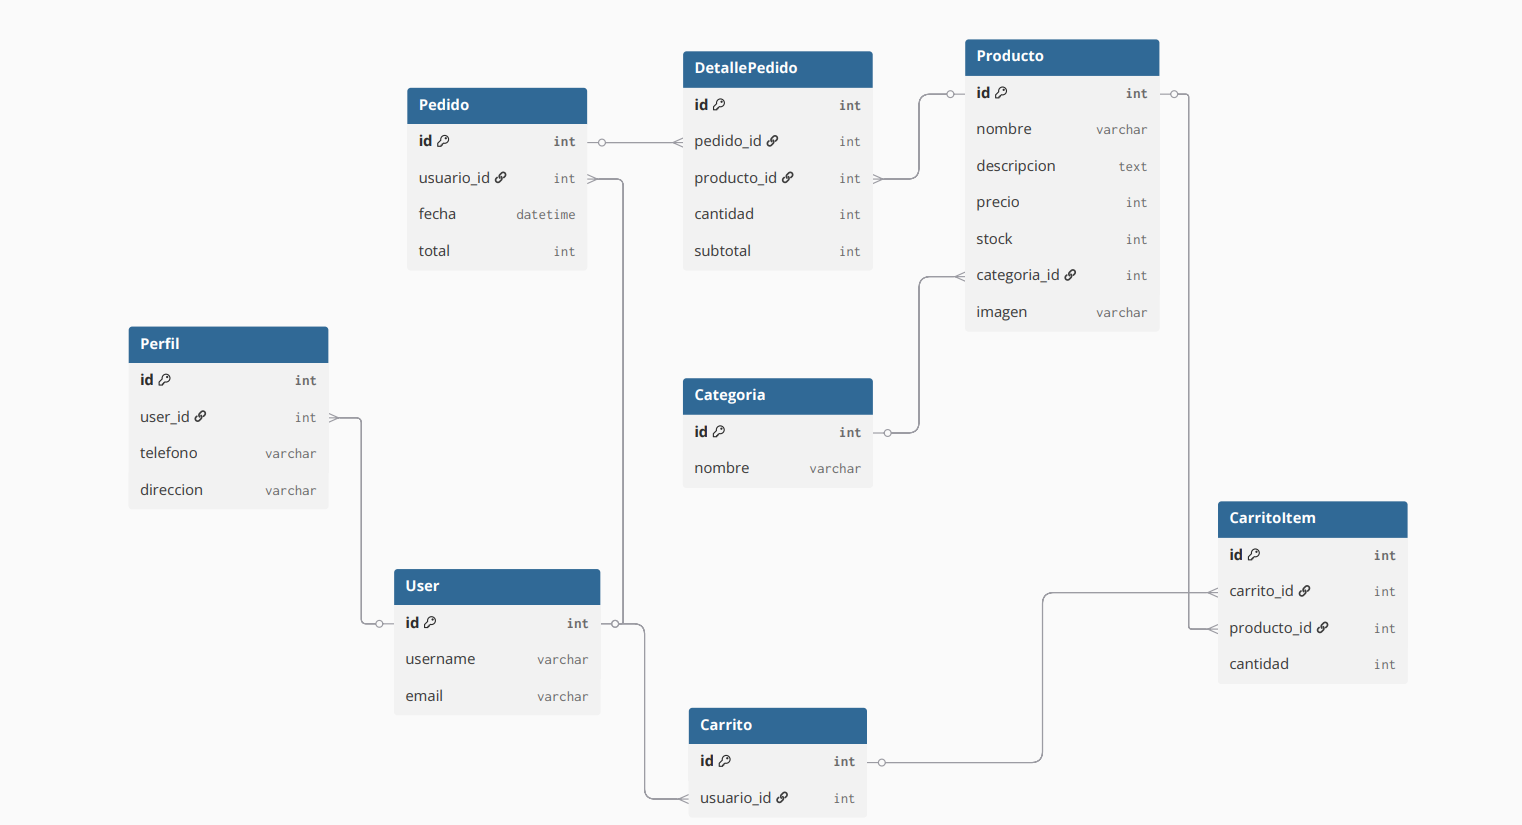 Producto
id int
nombre varchar
descripcion text
precio int
stock int
categoria_id int
imagen varchar
DetallePedido
id int
pedido_id int
producto_id int
cantidad int
subtotal int
Pedido
id int
usuario_id int
fecha datetime
total int
Perfil
id int
user_id int
telefono varchar
direccion varchar
Categoria
id int
nombre varchar
CarritoItem
id int
carrito_id int
producto_id int
cantidad int
User
id int
username varchar
email varchar
Carrito
id int
usuario_id int